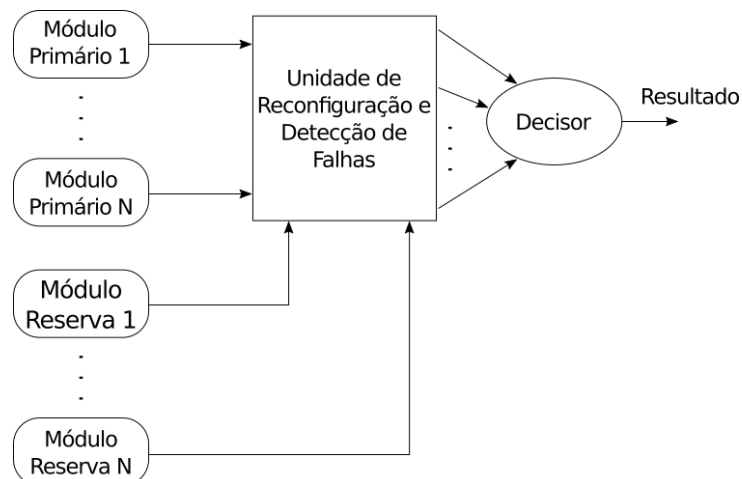 Módulo
Primário 1
Unidade de
Reconfiguração e
Detecção de
Falhas
Decisor
Resultado
Módulo
Primário N
Módulo
Reserva 1
Módulo
Reserva N